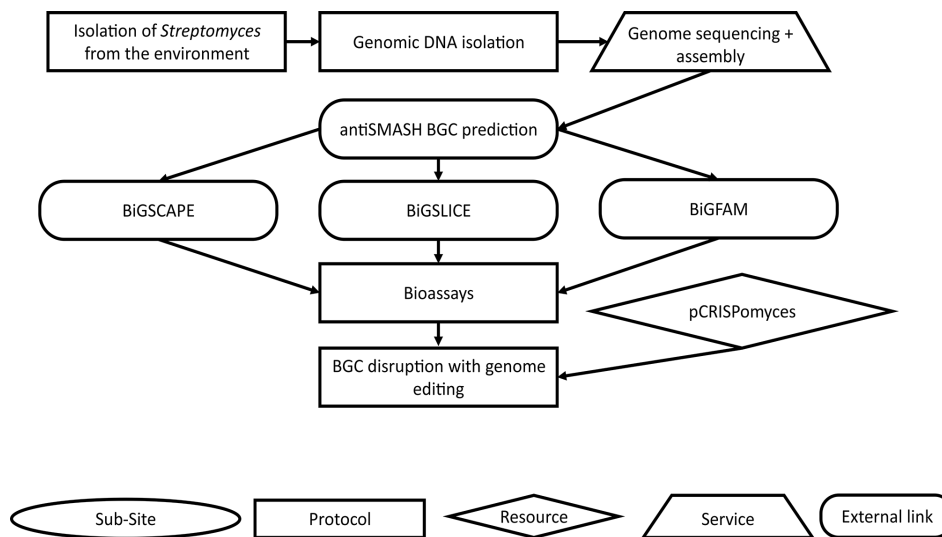 Isolation of Streptomyces
from the environment
Genomic DNA isolation
Genome sequencing +
assembly
antiSMASH BGC prediction
BiGSCAPE
BiGSLICE
BiGFAM
Bioassays
pCRISPomyces
BGC disruption with genome
editing
Sub-Site
Protocol
Resource
Service
External link